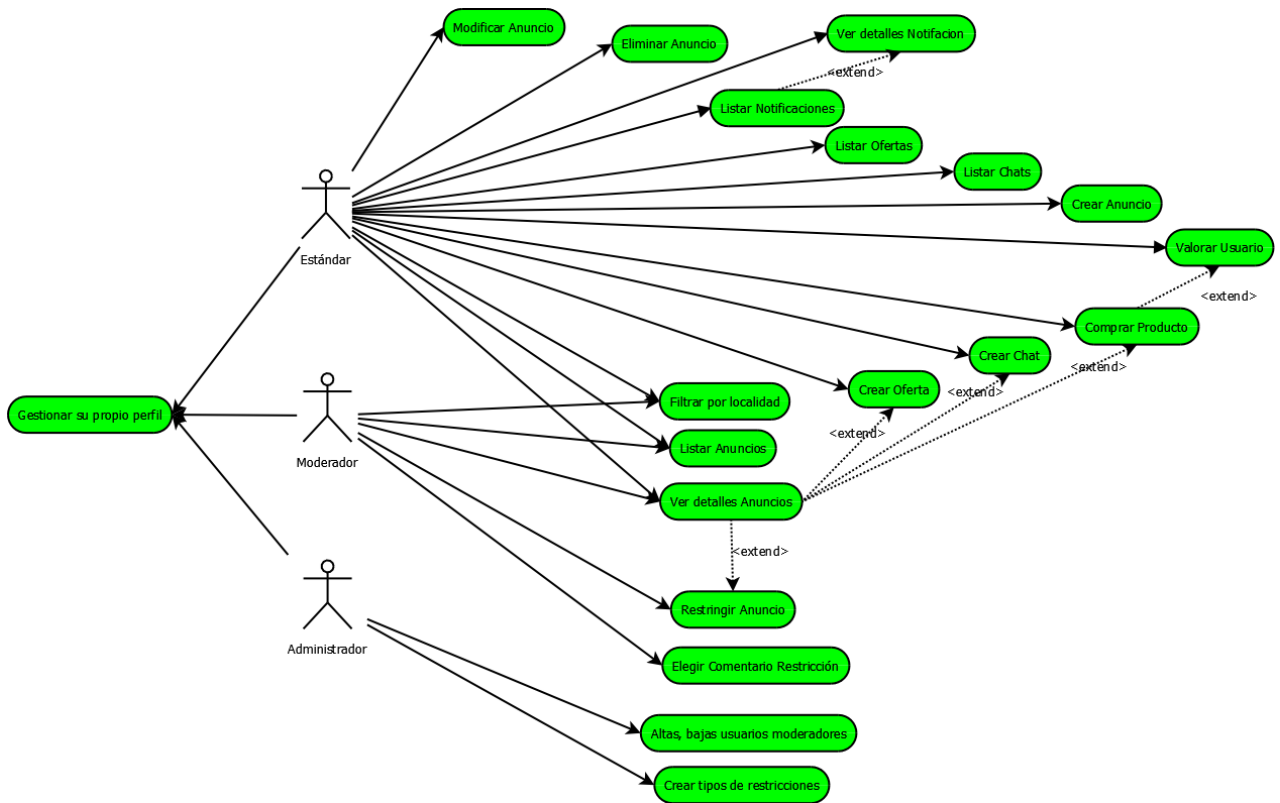 Modificar Anuncio
Eliminar Anuncio
Ver detalles Notifacion
<extend>
Listar Notificaciones
Listar Ofertas
Listar Chats
Crear Anuncio
Valorar Usuario
Estándar
<extend>
Comprar Producto
Crear Chat
<extend>
Crear Oferta
<extend>
Filtrar por localidad
Gestionar su propio perfil
<extend>
Listar Anuncios
Moderador
Ver detalles Anuncios
<extend>
Restringir Anuncio
Administrador
Elegir Comentario Restricción
Altas, bajas usuarios moderadores
Crear tipos de restricciones